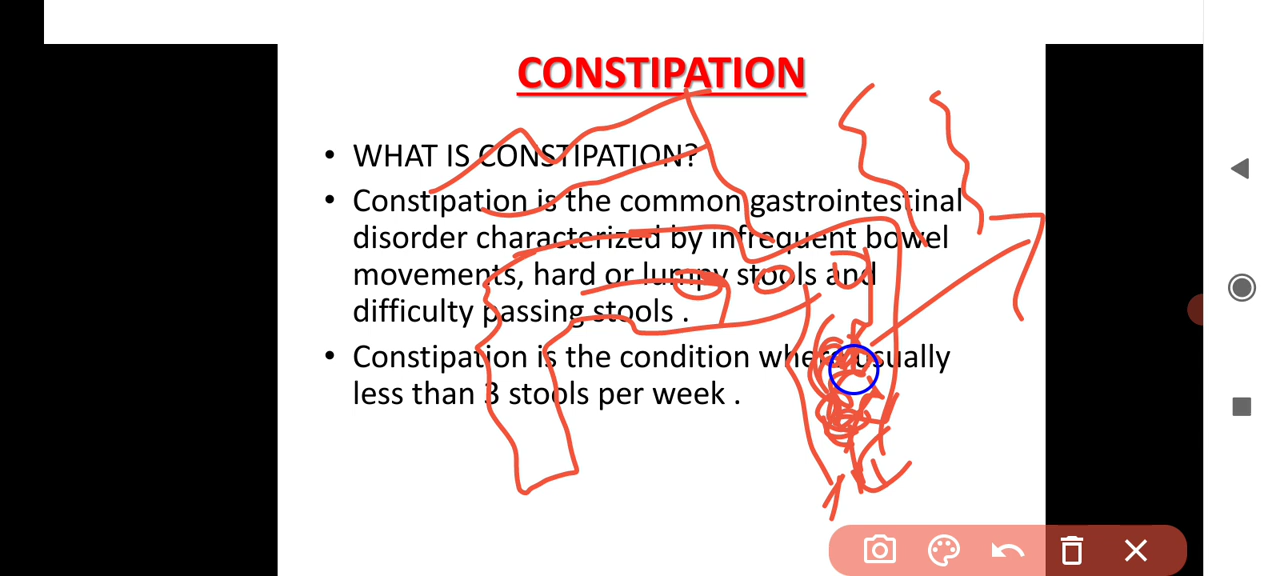 CONSTIPATION
• WHAT IS CONSTIPATION?
• Constipation is the common gastrointestinal
disorder characterized by infrequent bowel
movements, hard or lumpy stools and
difficulty passing stools .
• Constipation is the condition where usually
less than 3 stools per week .